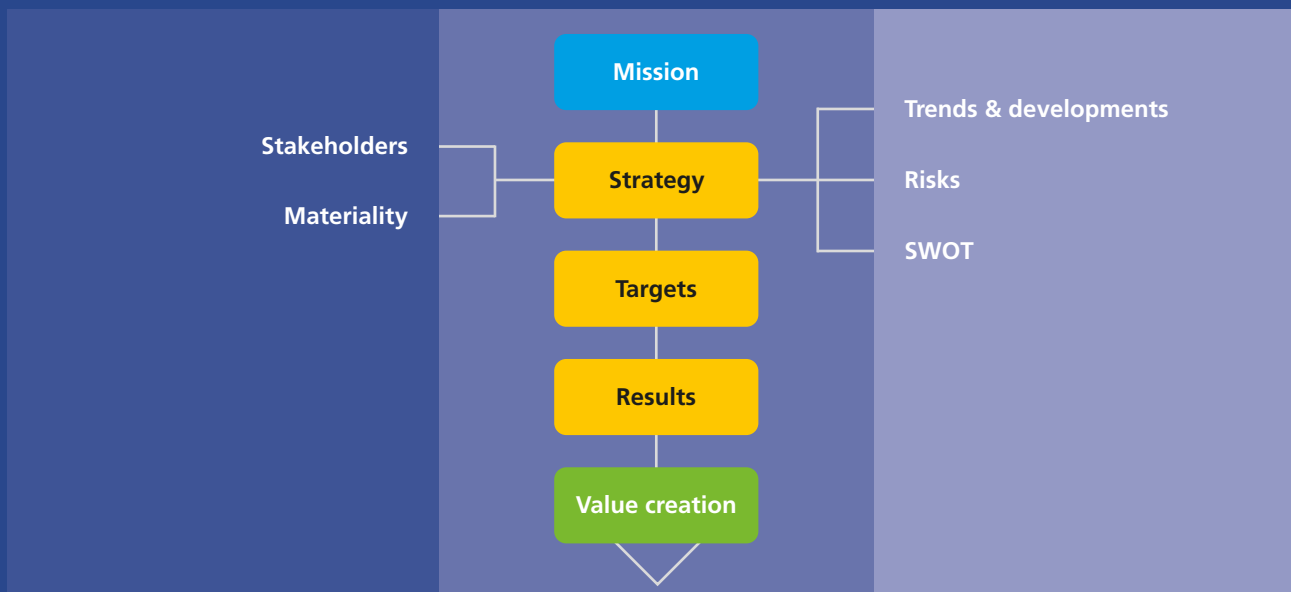 Mission
Stakeholders
Materiality
Strategy
Trends & developments
Risks
SWOT
Targets
Results
Value creation